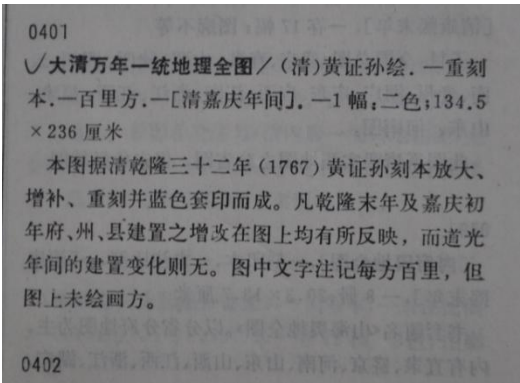 0401
✓大清万年一统地理全图／(清)黄证孙绘．—重刻
本．—百里方．—[清嘉庆年间]．—1幅；二色；134.5
×236厘米
本图据清乾隆三十二年(1767)黄证孙刻本放大、
增补、重刻并蓝色套印而成。凡乾隆末年及嘉庆初
年府、州、县建置之增改在图上均有所反映，而道光
年间的建置变化则无。图中文字注记每方百里，但
图上未绘画方。
0402